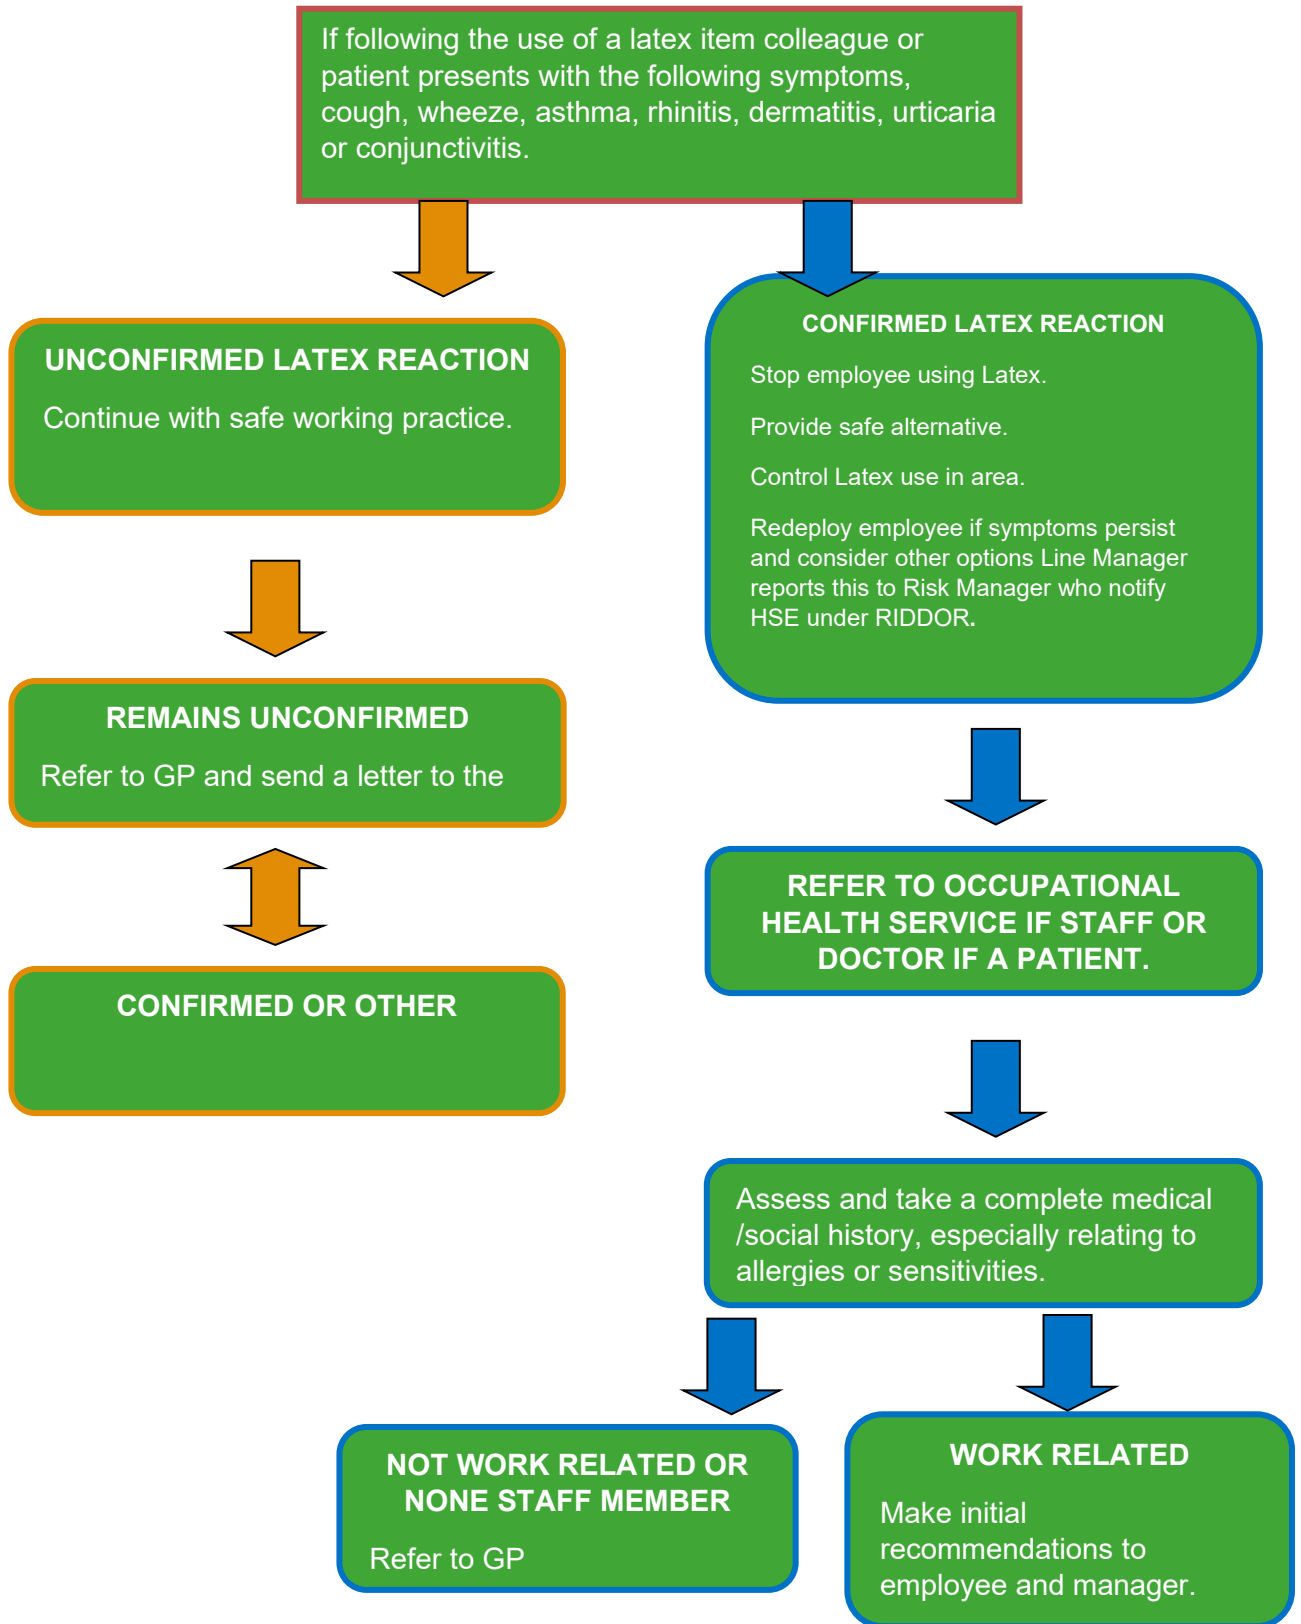 If following the use of a latex item colleague or
patient presents with the following symptoms,
cough, wheeze, asthma, rhinitis, dermatitis, urticaria
or conjunctivitis.
UNCONFIRMED LATEX REACTION
Continue with safe working practice.
REMAINS UNCONFIRMED
Refer to GP and send a letter to the
CONFIRMED OR OTHER
CONFIRMED LATEX REACTION
Stop employee using Latex.
Provide safe alternative.
Control Latex use in area.
Redeploy employee if symptoms persist
and consider other options Line Manager
reports this to Risk Manager who notify
HSE under RIDDOR.
REFER TO OCCUPATIONAL
HEALTH SERVICE IF STAFF OR
DOCTOR IF A PATIENT.
Assess and take a complete medical
/social history, especially relating to
allergies or sensitivities.
NOT WORK RELATED OR
NONE STAFF MEMBER
Refer to GP
WORK RELATED
Make initial
recommendations to
employee and manager.